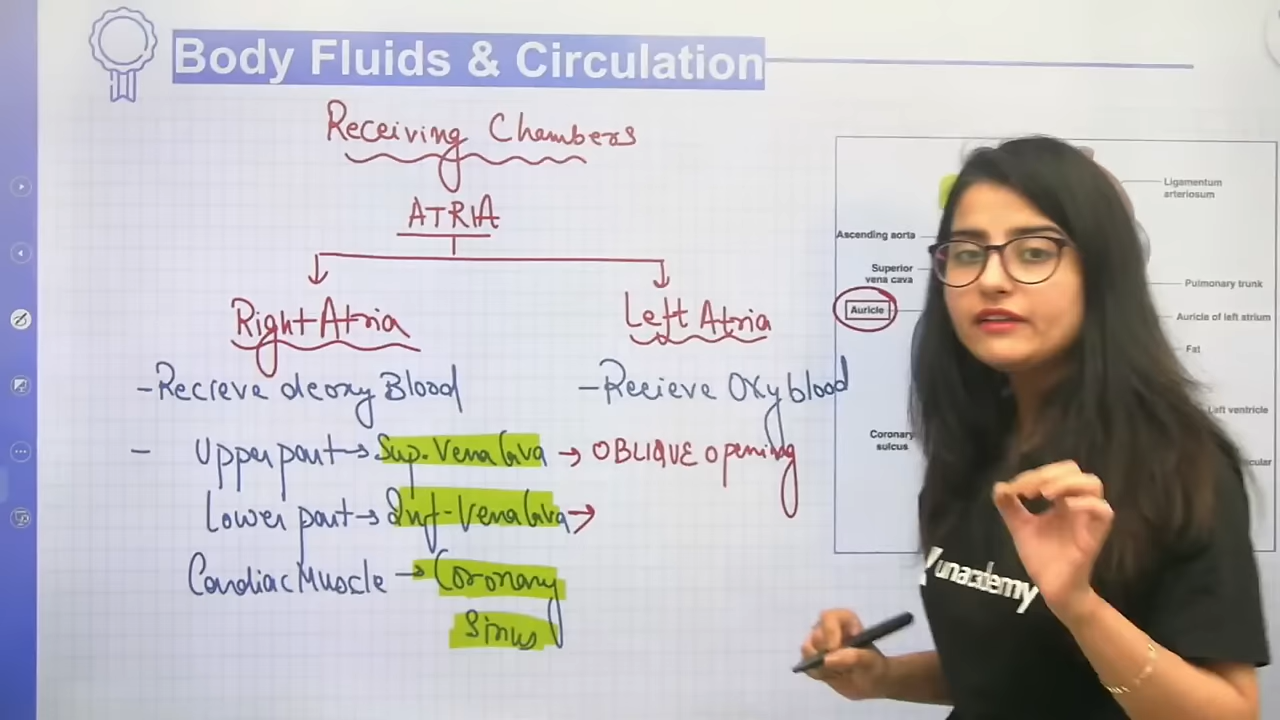 Body Fluids & Circulation
Receiving Chambers
ATRIA
Right Atria
Left Atria
-Recieve deoxy Blood
-Recieve Oxyblood
- Upper part → Sup. Vena Cava → OBLIQUE opening
Lower part → Inf-Vena Cava →
Cardiac Muscle → Coronary
Sinus
Ligamentum
arteriosum
Ascending aorta
Superior
vena cava
Auricle
Pulmonary trunk
Auricle of left atrium
Fat
Left ventricle
Coronary
sulcus
unacademy